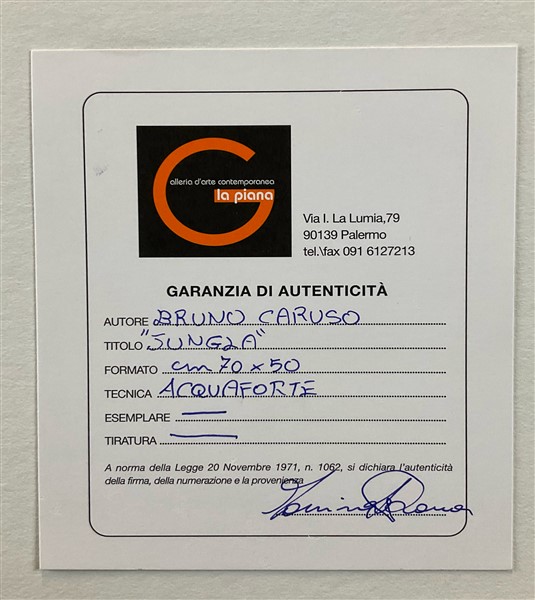 G
alleria d'arte contemporanea
la piana
Via I. La Lumia,79
90139 Palermo
tel.\fax 091 6127213
GARANZIA DI AUTENTICITÀ
AUTORE BRUNO CARUSO
TITOLO "JUNGLA"
FORMATO cm 70 x 50
TECNICA ACQUAFORTE
ESEMPLARE —
TIRATURA —
A norma della Legge 20 Novembre 1971, n. 1062, si dichiara l'autenticità
della firma, della numerazione e la provenienza